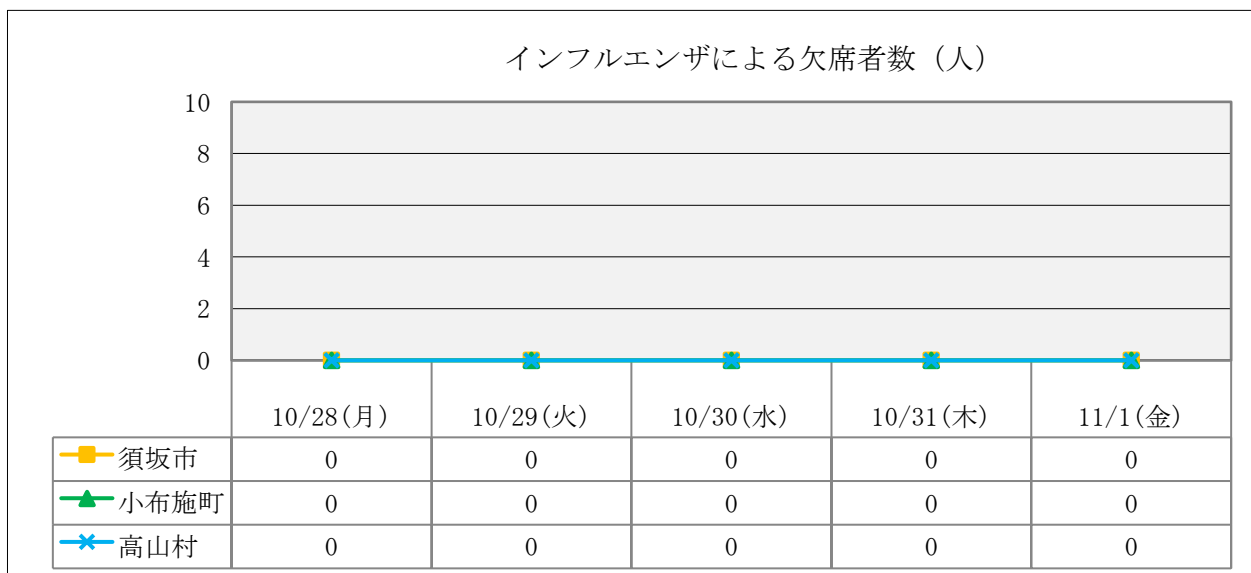 インフルエンザによる欠席者数（人）
10
8
6
4
2
0
10/28(月) 10/29(火) 10/30(水) 10/31(木) 11/1(金)
須坂市 0 0 0 0 0
小布施町 0 0 0 0 0
高山村 0 0 0 0 0